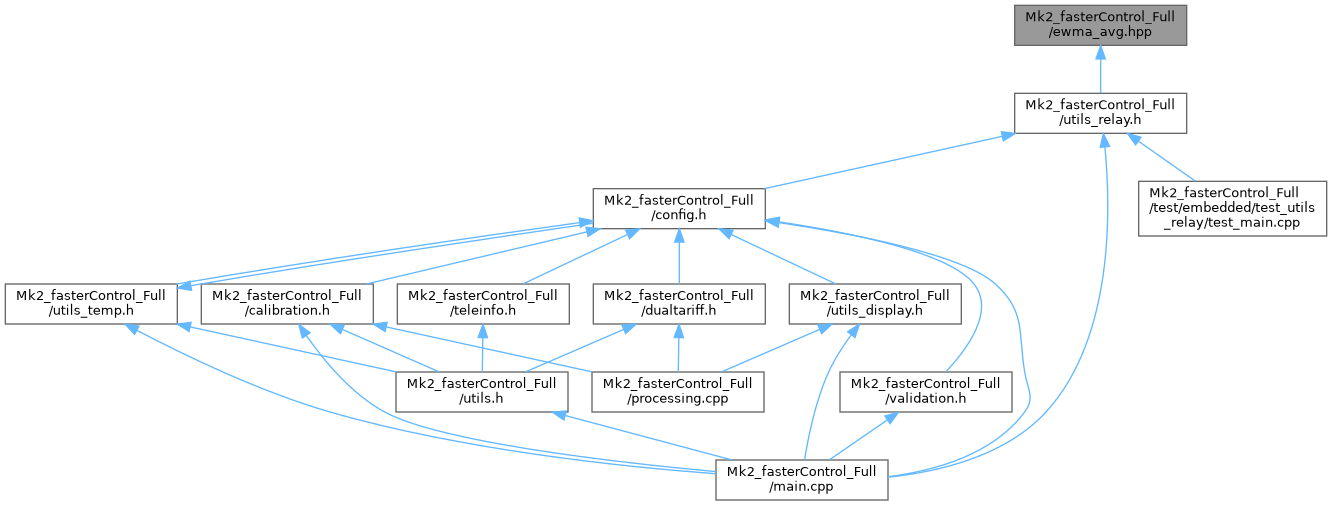 Mk2_fasterControl_Full
/ewma_avg.hpp
Mk2_fasterControl_Full
/utils_relay.h
Mk2_fasterControl_Full
/config.h
Mk2_fasterControl_Full
/test/embedded/test_utils
_relay/test_main.cpp
Mk2_fasterControl_Full
/utils_temp.h
Mk2_fasterControl_Full
/calibration.h
Mk2_fasterControl_Full
/teleinfo.h
Mk2_fasterControl_Full
/dualtariff.h
Mk2_fasterControl_Full
/utils_display.h
Mk2_fasterControl_Full
/utils.h
Mk2_fasterControl_Full
/processing.cpp
Mk2_fasterControl_Full
/validation.h
Mk2_fasterControl_Full
/main.cpp